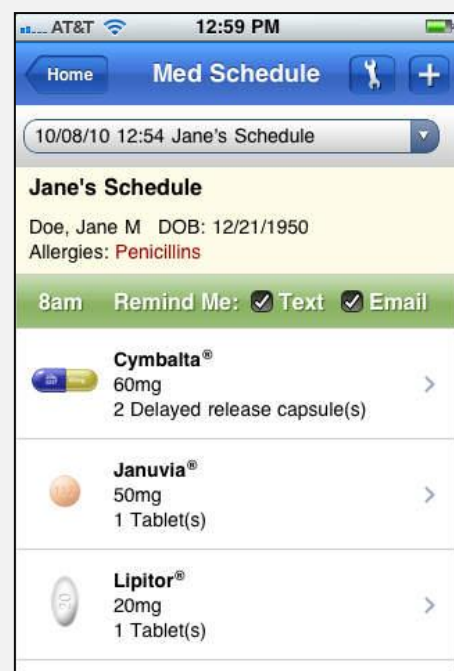 AT&T 12:59 PM
Home Med Schedule
10/08/10 12:54 Jane's Schedule
Jane's Schedule
Doe, Jane M DOB: 12/21/1950
Allergies: Penicillins
8am Remind Me: Text Email
Cymbalta®
60mg
2 Delayed release capsule(s)
Januvia®
50mg
1 Tablet(s)
Lipitor®
20mg
1 Tablet(s)